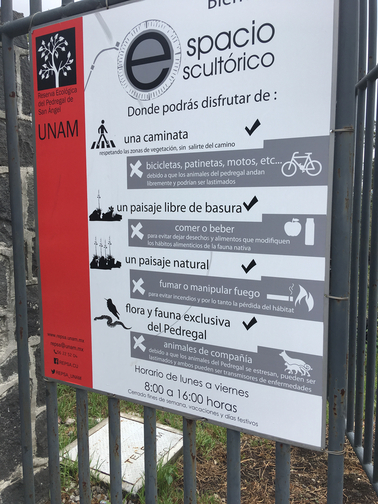 Bien
Reserva Ecológica
del Pedregal de
San Ángel
UNAM
e spacio
escultórico
Donde podrás disfrutar de :
una caminata
respetando las zonas de vegetación, sin salirte del camino
bicicletas, patinetas, motos, etc...
debido a que los animales del pedregal andan
libremente y podrían ser lastimados
un paisaje libre de basura
comer o beber
para evitar dejar desechos y alimentos que modifiquen
los hábitos alimenticios de la fauna nativa
un paisaje natural
fumar o manipular fuego
para evitar incendios y por lo tanto la pérdida del hábitat
flora y fauna exclusiva
del Pedregal
animales de compañía
debido a que los animales del Pedregal se estresan, pueden ser
lastimados y ambos pueden ser transmisores de enfermedades
Horario de lunes a viernes
8:00 a 16:00 horas
Cerrado fines de semana, vacaciones y días festivos